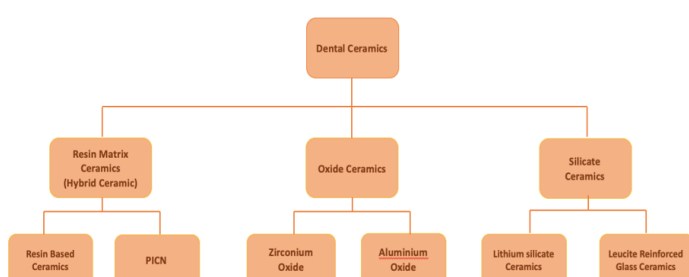 Dental Ceramics
Resin Matrix
Ceramics
(Hybrid Ceramic)
Oxide Ceramics
Silicate
Ceramics
Resin Based
Ceramics
PICN
Zirconium
Oxide
Aluminium
Oxide
Lithium silicate
Ceramics
Leucite Reinforced
Glass Ceramics